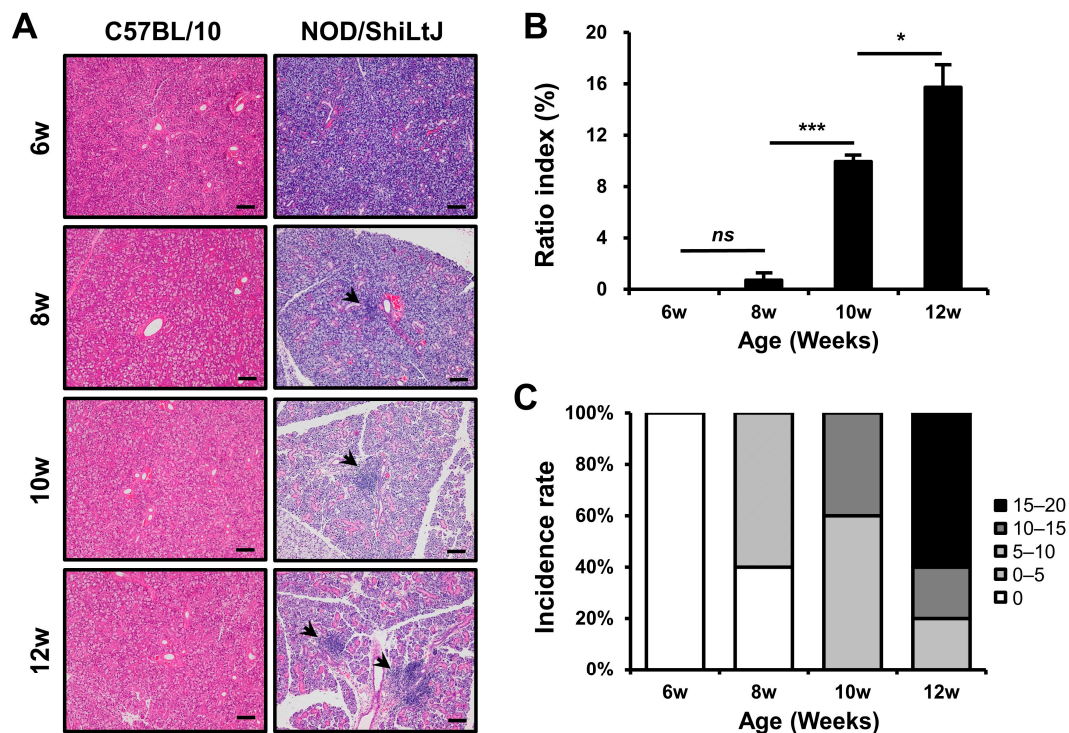 A
C57BL/10
NOD/ShiLtJ
6w
8w
10w
12w
B
Ratio index (%)
20
16
12
8
4
0
ns
***
*
6w
8w
10w
12w
Age (Weeks)
C
Incidence rate
100%
80%
60%
40%
20%
0%
6w
8w
10w
12w
Age (Weeks)
15–20
10–15
5–10
0–5
0